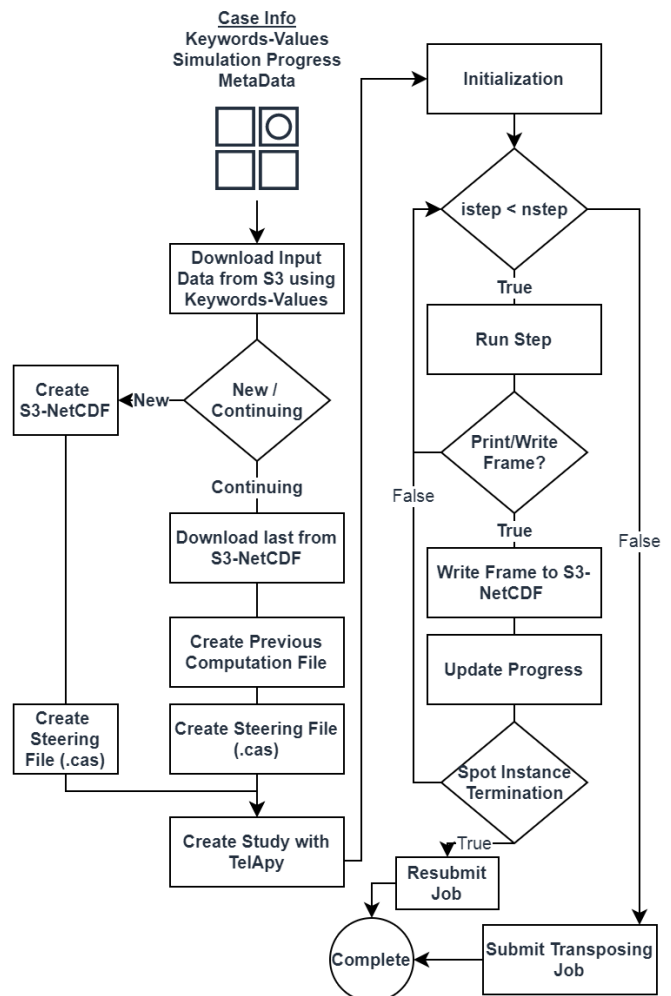 Case Info
Keywords-Values
Simulation Progress
MetaData
Download Input
Data from S3 using
Keywords-Values
New /
Continuing
New
Create
S3-NetCDF
Continuing
Download last from
S3-NetCDF
Create Previous
Computation File
Create
Steering
File (.cas)
Create Steering File
(.cas)
Create Study with
TelApy
Initialization
istep < nstep
True
Run Step
Print/Write
Frame?
False
True
False
Write Frame to S3-
NetCDF
Update Progress
Spot Instance
Termination
True
Resubmit
Job
Complete
Submit Transposing
Job